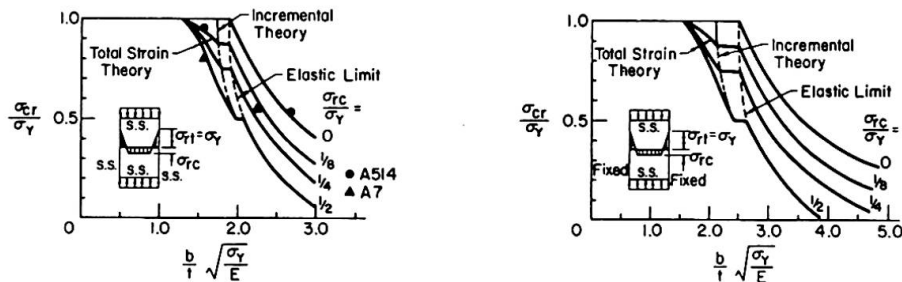 1.0
0.5
0
σcr/σY
Incremental
Theory
Total Strain
Theory
Elastic Limit
σrc/σY =
0
1/8
1/4
1/2
S.S.
σrt=σY
σrc
S.S. S.S. S.S.
● A514
▲ A7
1.0 2.0 3.0
b/t √σY/E
1.0
0.5
0
σcr/σY
Total Strain
Theory
Incremental
Theory
Elastic Limit
σrc/σY =
0
1/8
1/4
1/2
S.S.
σrt=σY
σrc
Fixed S.S. Fixed
1.0 2.0 3.0 4.0 5.0
b/t √σY/E